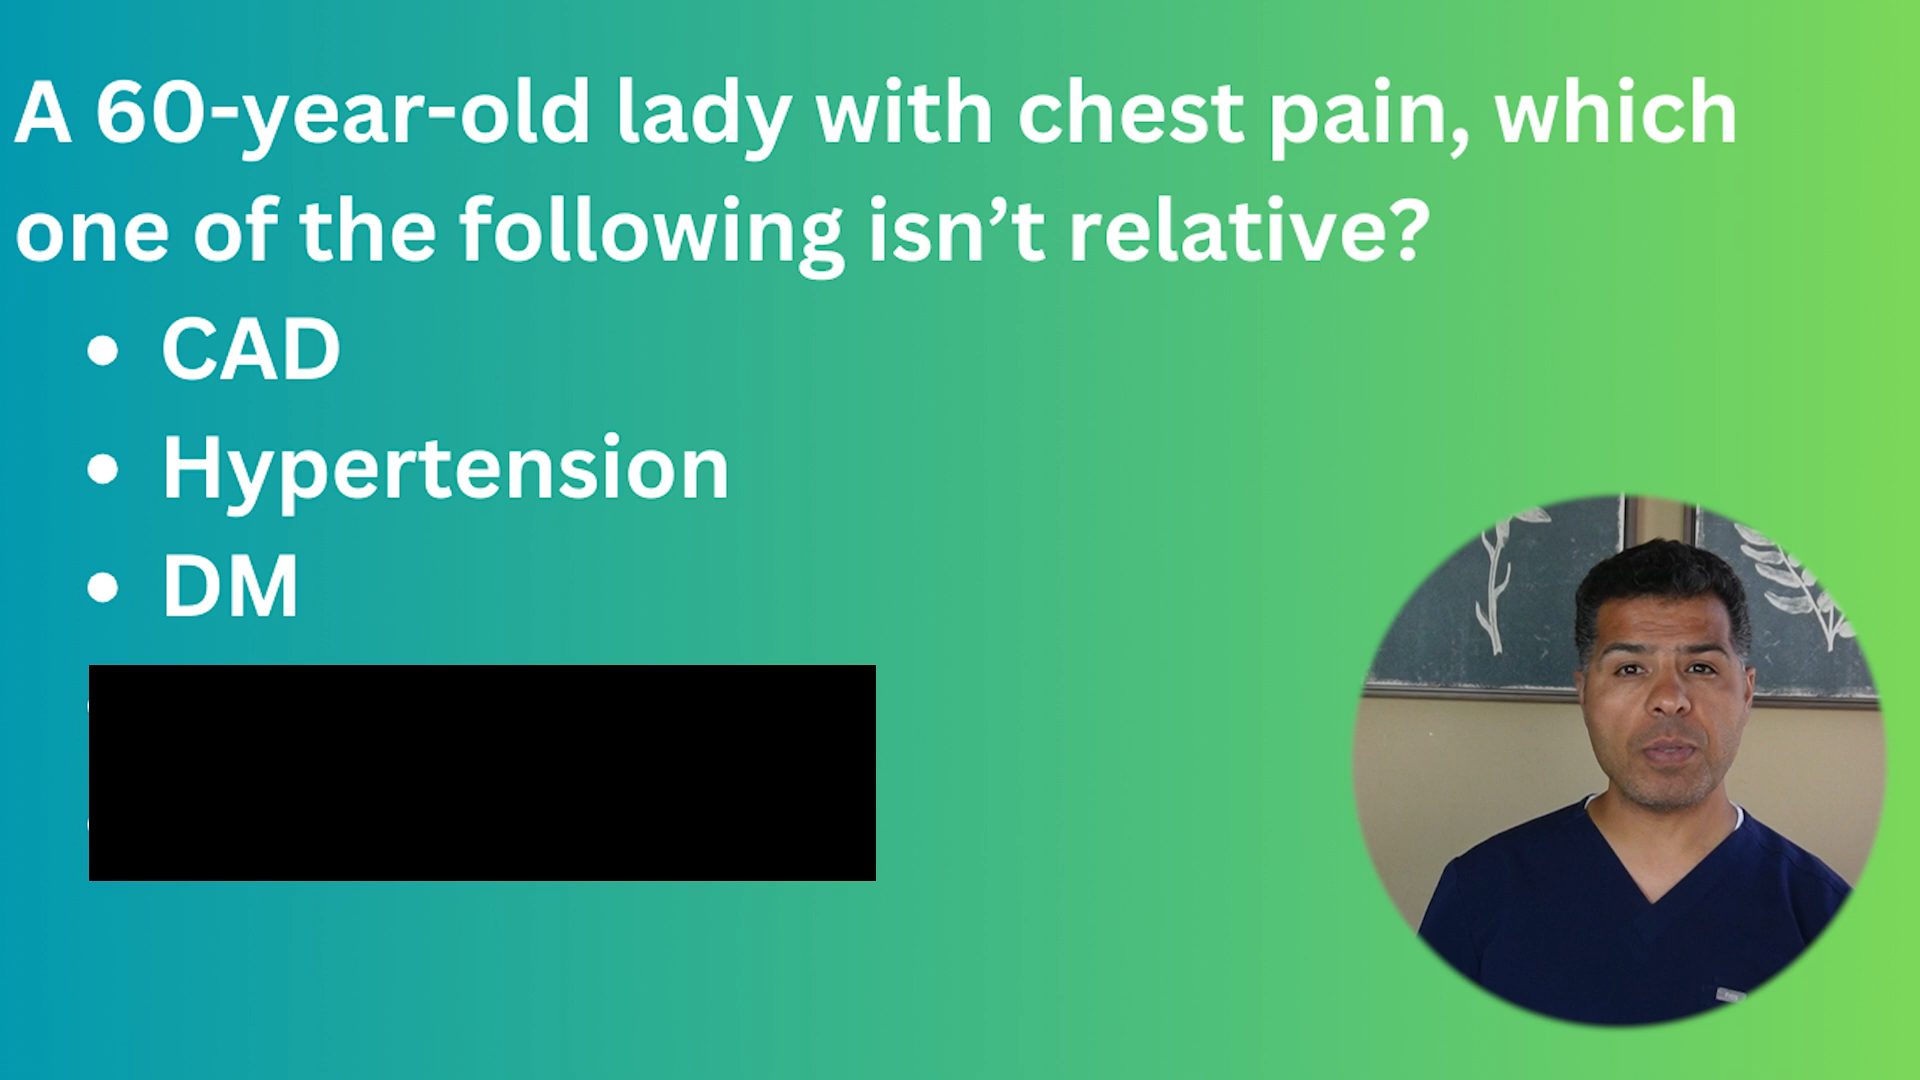 A 60-year-old lady with chest pain, which
one of the following isn’t relative?
• CAD
• Hypertension
• DM